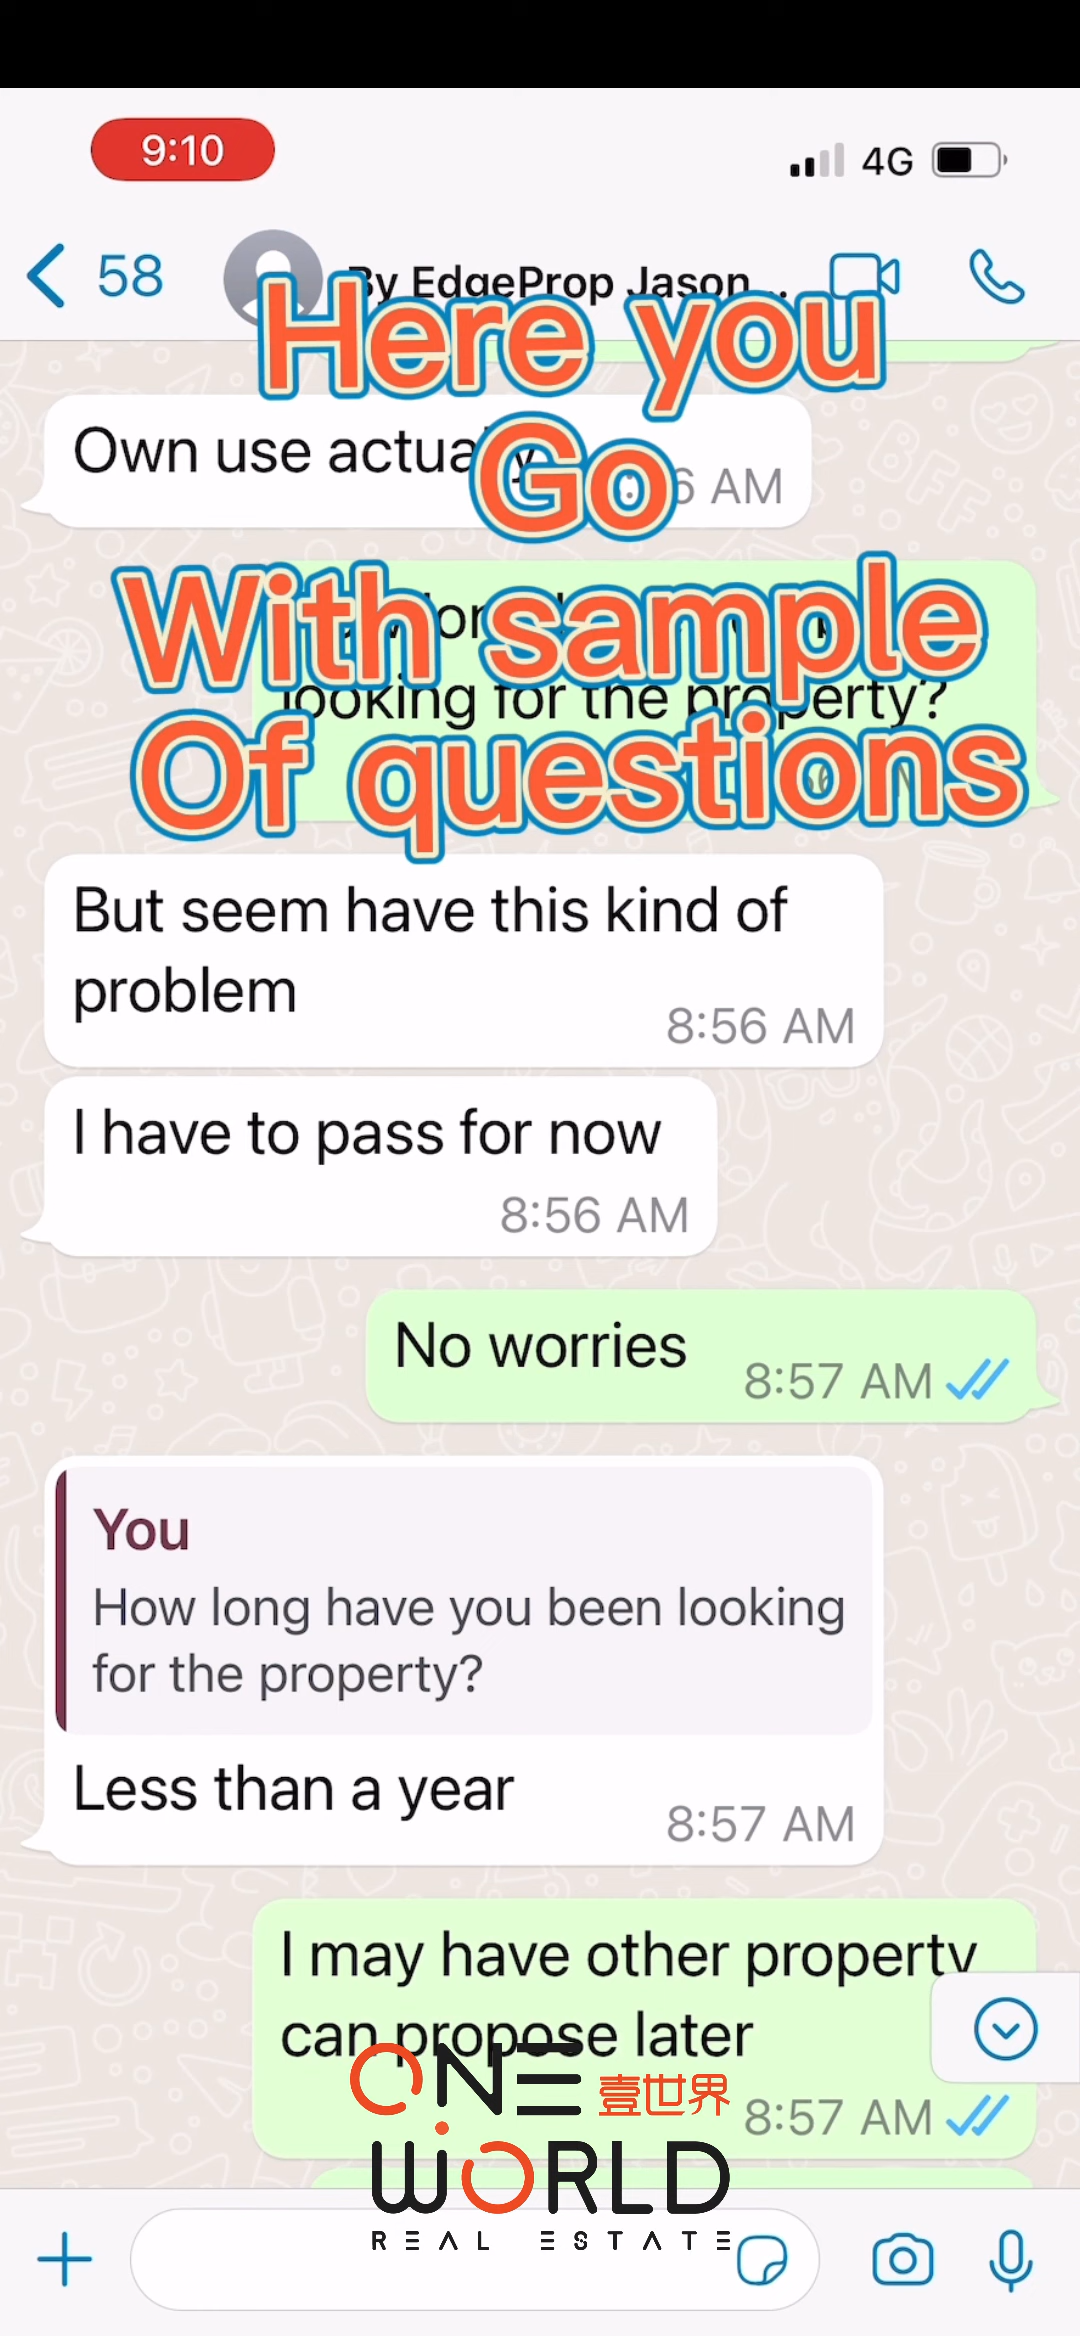 9:10
4G
58
By EdgeProp Jason...
Here you
Go
With sample
Of questions
Own use actually
AM
looking for the property?
But seem have this kind of
problem
8:56 AM
I have to pass for now
8:56 AM
No worries
8:57 AM
You
How long have you been looking
for the property?
Less than a year
8:57 AM
I may have other property
can propose later
8:57 AM
ONE 壹世界
WORLD
REAL ESTATE